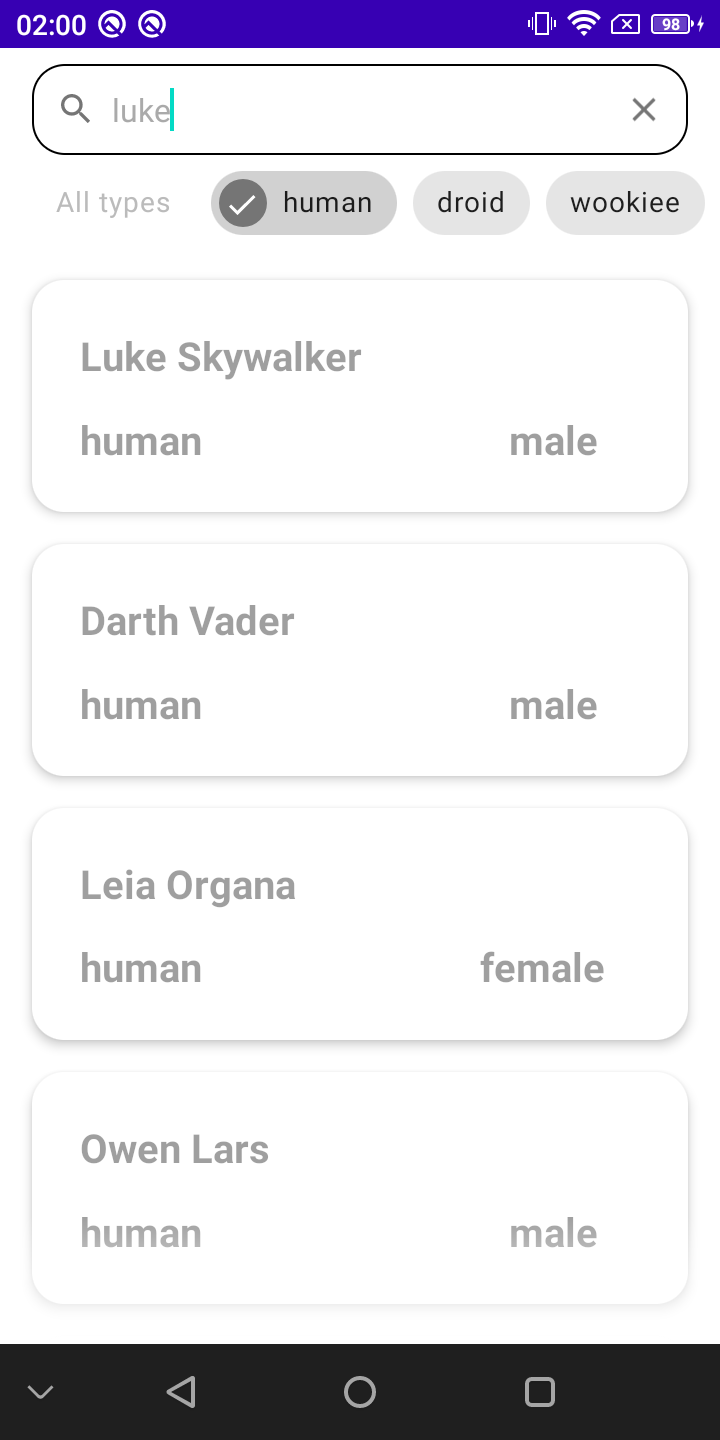 02:00 98
luke
All types human droid wookiee
Luke Skywalker
human male
Darth Vader
human male
Leia Organa
human female
Owen Lars
human male